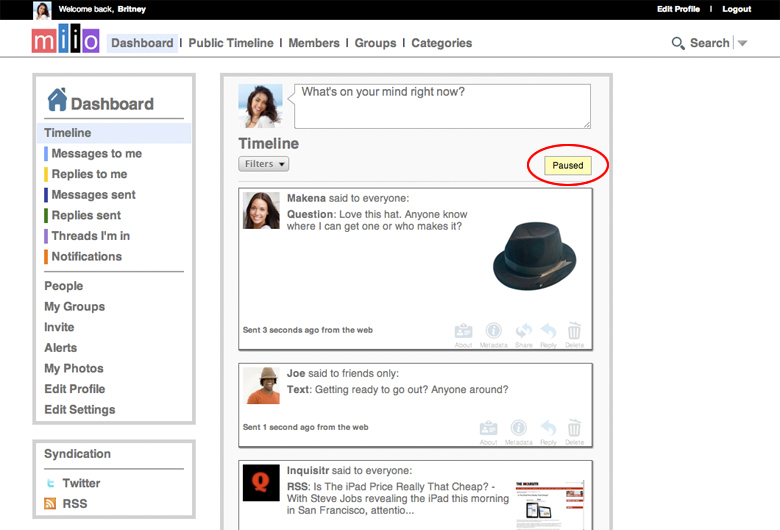 Welcome back, Britney
Edit Profile | Logout
miio
Dashboard | Public Timeline | Members | Groups | Categories
Search
Dashboard
Timeline
Messages to me
Replies to me
Messages sent
Replies sent
Threads I'm in
Notifications
People
My Groups
Invite
Alerts
My Photos
Edit Profile
Edit Settings
Syndication
Twitter
RSS
What's on your mind right now?
Timeline
Filters
Paused
Makena said to everyone:
Question: Love this hat. Anyone know
where I can get one or who makes it?
Sent 3 seconds ago from the web
About Metadata Share Reply Delete
Joe said to friends only:
Text: Getting ready to go out? Anyone around?
Sent 1 second ago from the web
About Metadata Reply Delete
Q
Inquisitr said to everyone:
RSS: Is The iPad Price Really That Cheap? -
With Steve Jobs revealing the iPad this morning
in San Francisco, attentio...
THE INQUISITR